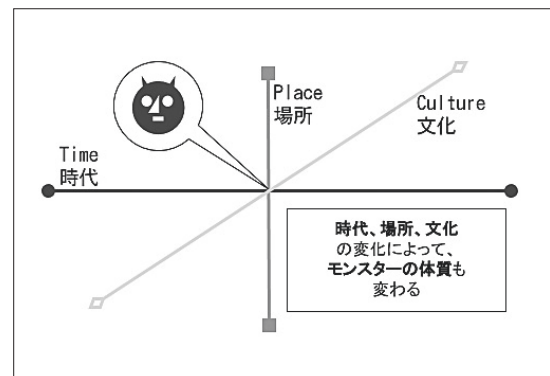 Place
場所
Culture
文化
Time
時代
時代、場所、文化
の変化によって、
モンスターの体質も
変わる